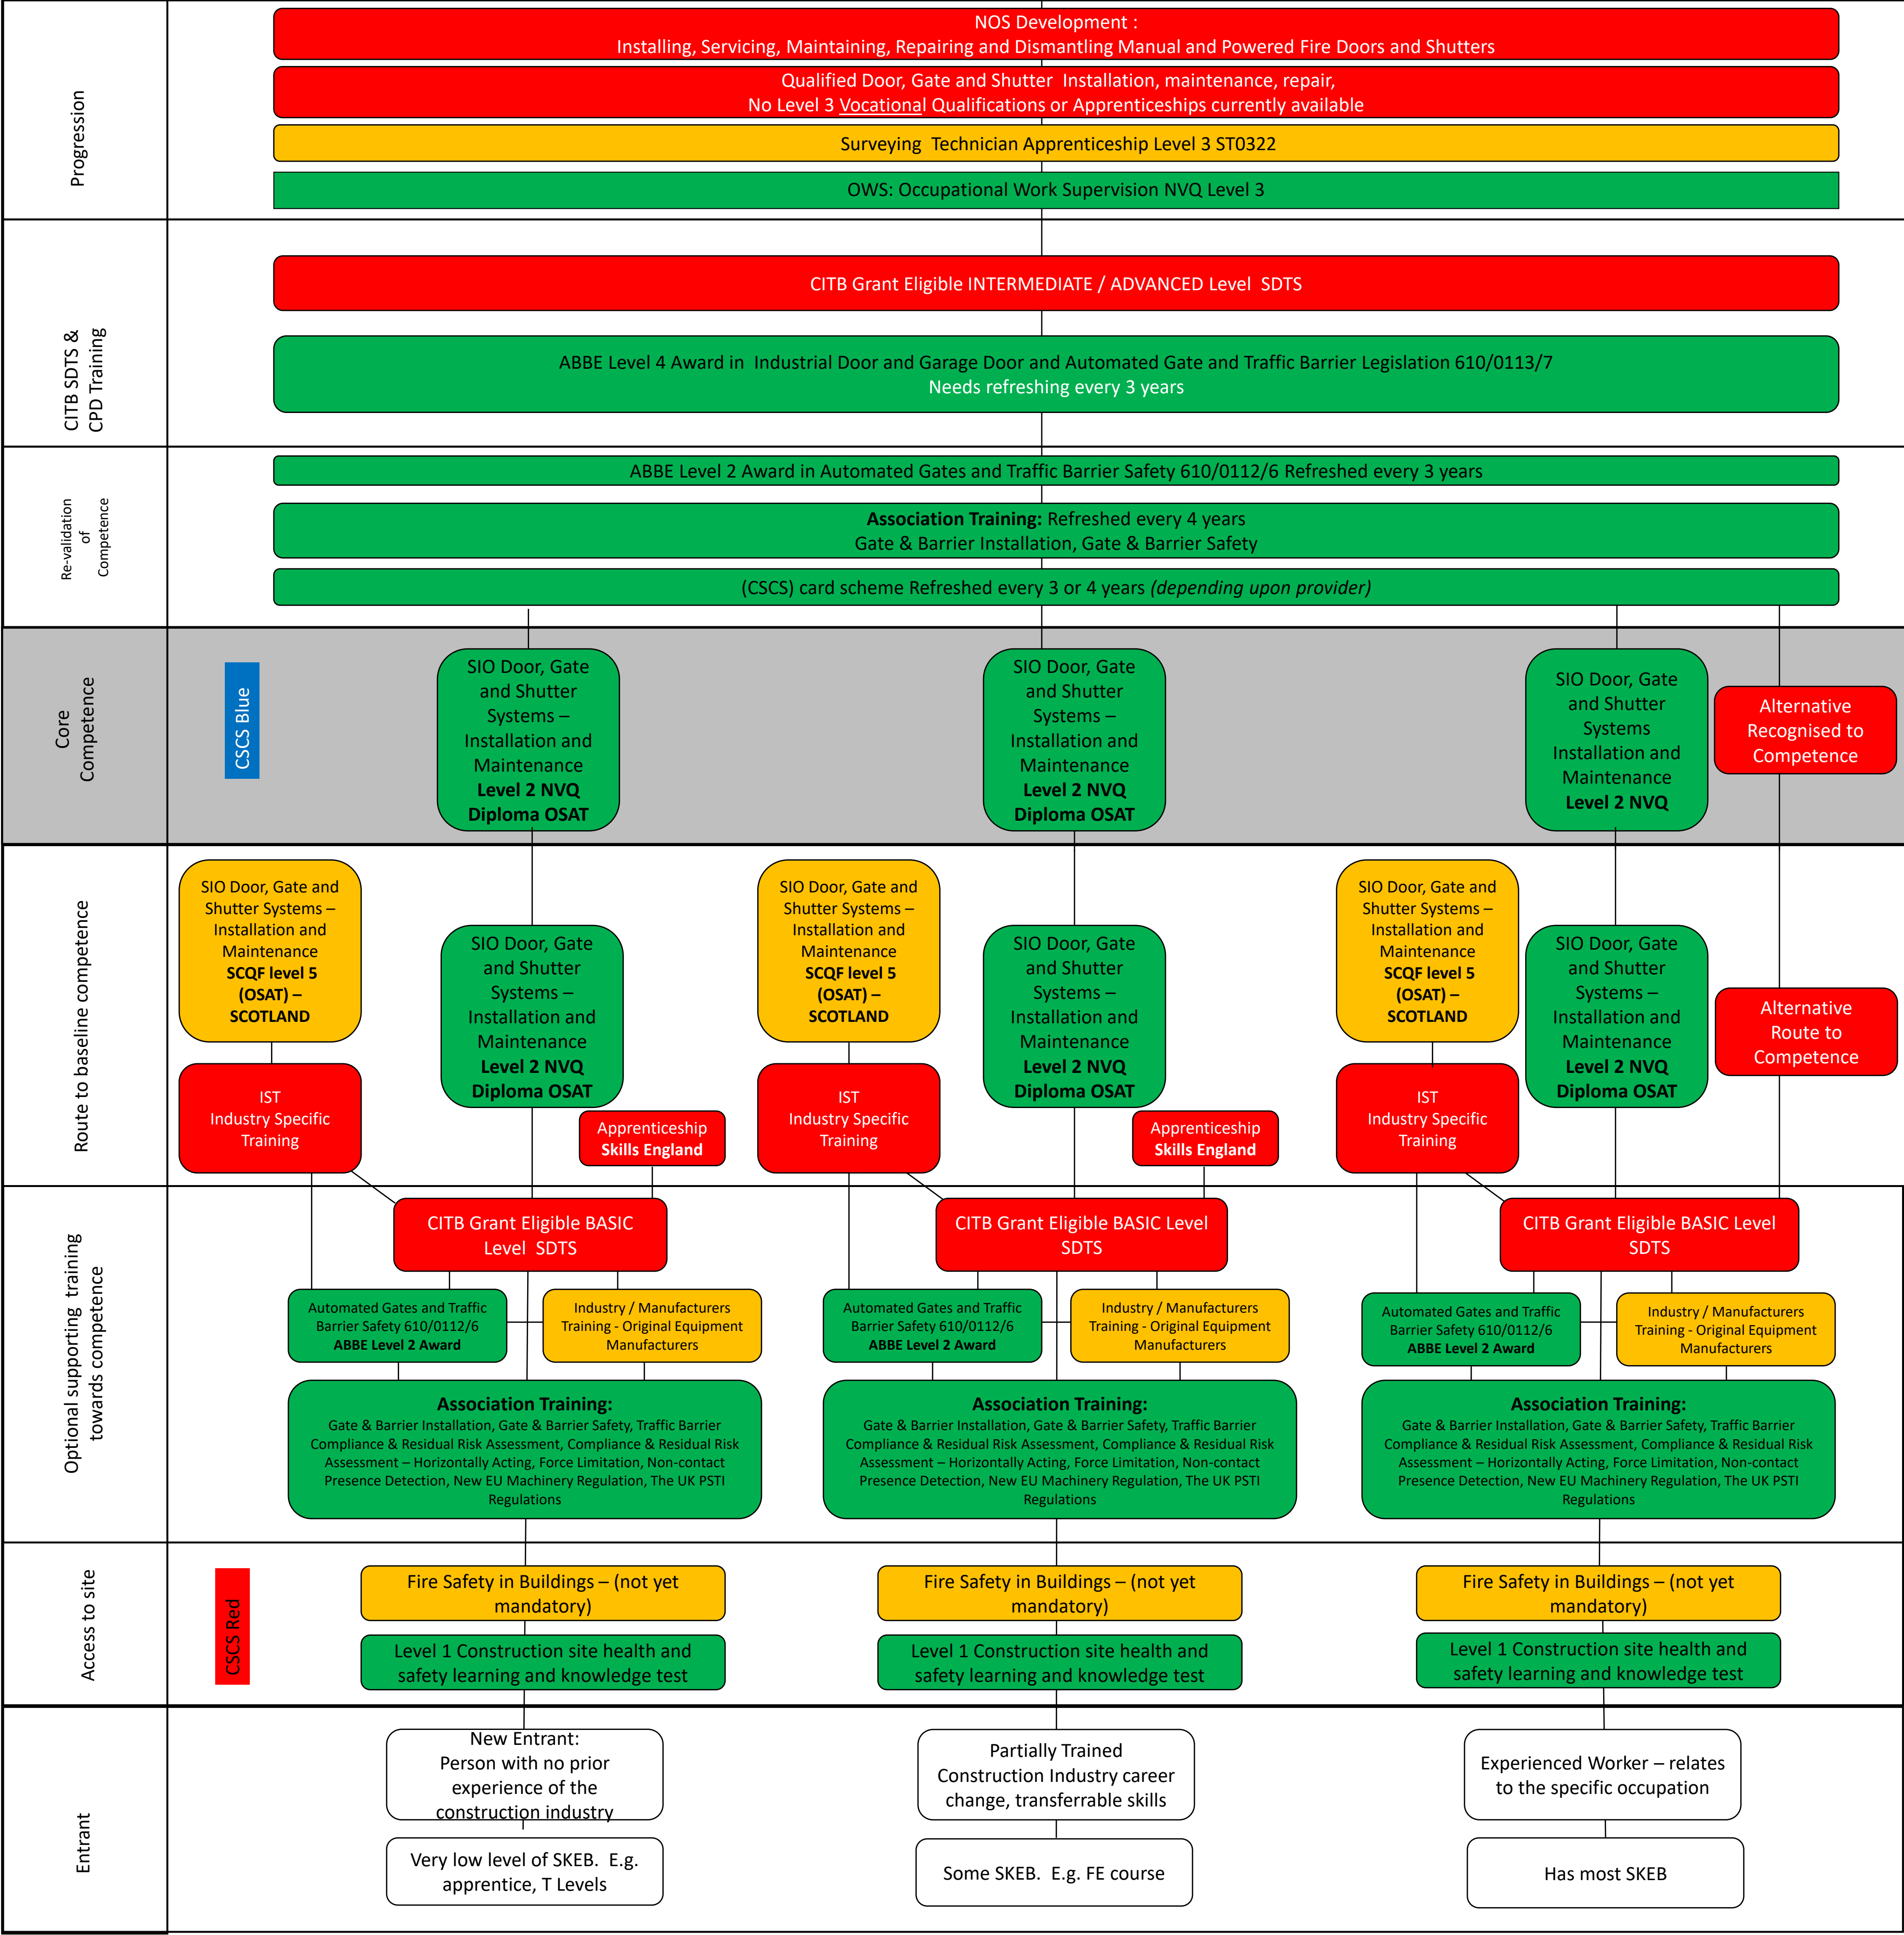 Progression
NOS Development :
Installing, Servicing, Maintaining, Repairing and Dismantling Manual and Powered Fire Doors and Shutters
Qualified Door, Gate and Shutter Installation, maintenance, repair,
No Level 3 Vocational Qualifications or Apprenticeships currently available
Surveying Technician Apprenticeship Level 3 ST0322
OWS: Occupational Work Supervision NVQ Level 3
CITB SDTS &
CPD Training
CITB Grant Eligible INTERMEDIATE / ADVANCED Level SDTS
ABBE Level 4 Award in Industrial Door and Garage Door and Automated Gate and Traffic Barrier Legislation 610/0113/7
Needs refreshing every 3 years
Re-validation
of
Competence
ABBE Level 2 Award in Automated Gates and Traffic Barrier Safety 610/0112/6 Refreshed every 3 years
Association Training: Refreshed every 4 years
Gate & Barrier Installation, Gate & Barrier Safety
(CSCS) card scheme Refreshed every 3 or 4 years (depending upon provider)
Core
Competence
CSCS Blue
SIO Door, Gate
and Shutter
Systems –
Installation and
Maintenance
Level 2 NVQ
Diploma OSAT
SIO Door, Gate
and Shutter
Systems –
Installation and
Maintenance
Level 2 NVQ
Diploma OSAT
SIO Door, Gate
and Shutter
Systems
Installation and
Maintenance
Level 2 NVQ
Alternative
Recognised to
Competence
Route to baseline competence
SIO Door, Gate and
Shutter Systems –
Installation and
Maintenance
SCQF level 5
(OSAT) –
SCOTLAND
IST
Industry Specific
Training
SIO Door, Gate
and Shutter
Systems –
Installation and
Maintenance
Level 2 NVQ
Diploma OSAT
Apprenticeship
Skills England
SIO Door, Gate and
Shutter Systems –
Installation and
Maintenance
SCQF level 5
(OSAT) –
SCOTLAND
IST
Industry Specific
Training
SIO Door, Gate
and Shutter
Systems –
Installation and
Maintenance
Level 2 NVQ
Diploma OSAT
Apprenticeship
Skills England
SIO Door, Gate and
Shutter Systems –
Installation and
Maintenance
SCQF level 5
(OSAT) –
SCOTLAND
IST
Industry Specific
Training
SIO Door, Gate
and Shutter
Systems –
Installation and
Maintenance
Level 2 NVQ
Diploma OSAT
Alternative
Route to
Competence
Optional supporting training
towards competence
CITB Grant Eligible BASIC
Level SDTS
Automated Gates and Traffic
Barrier Safety 610/0112/6
ABBE Level 2 Award
Industry / Manufacturers
Training - Original Equipment
Manufacturers
Association Training:
Gate & Barrier Installation, Gate & Barrier Safety, Traffic Barrier
Compliance & Residual Risk Assessment, Compliance & Residual Risk
Assessment – Horizontally Acting, Force Limitation, Non-contact
Presence Detection, New EU Machinery Regulation, The UK PSTI
Regulations
CITB Grant Eligible BASIC Level
SDTS
Automated Gates and Traffic
Barrier Safety 610/0112/6
ABBE Level 2 Award
Industry / Manufacturers
Training - Original Equipment
Manufacturers
Association Training:
Gate & Barrier Installation, Gate & Barrier Safety, Traffic Barrier
Compliance & Residual Risk Assessment, Compliance & Residual Risk
Assessment – Horizontally Acting, Force Limitation, Non-contact
Presence Detection, New EU Machinery Regulation, The UK PSTI
Regulations
CITB Grant Eligible BASIC Level
SDTS
Automated Gates and Traffic
Barrier Safety 610/0112/6
ABBE Level 2 Award
Industry / Manufacturers
Training - Original Equipment
Manufacturers
Association Training:
Gate & Barrier Installation, Gate & Barrier Safety, Traffic Barrier
Compliance & Residual Risk Assessment, Compliance & Residual Risk
Assessment – Horizontally Acting, Force Limitation, Non-contact
Presence Detection, New EU Machinery Regulation, The UK PSTI
Regulations
Access to site
CSCS Red
Fire Safety in Buildings – (not yet
mandatory)
Level 1 Construction site health and
safety learning and knowledge test
Fire Safety in Buildings – (not yet
mandatory)
Level 1 Construction site health and
safety learning and knowledge test
Fire Safety in Buildings – (not yet
mandatory)
Level 1 Construction site health and
safety learning and knowledge test
Entrant
New Entrant:
Person with no prior
experience of the
construction industry
Very low level of SKEB. E.g.
apprentice, T Levels
Partially Trained
Construction Industry career
change, transferrable skills
Some SKEB. E.g. FE course
Experienced Worker – relates
to the specific occupation
Has most SKEB